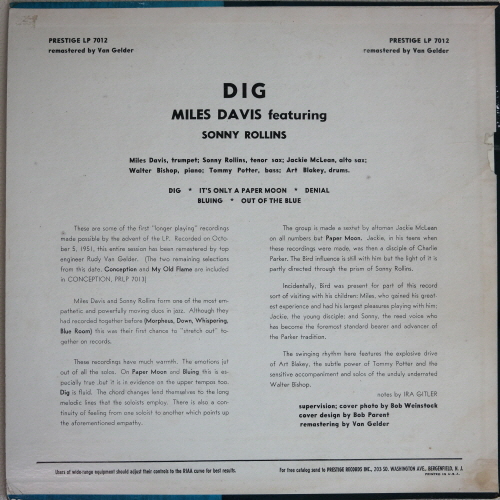 PRESTIGE LP 7012
remastered by Van Gelder
PRESTIGE LP 7012
remastered by Van Gelder
DIG
MILES DAVIS featuring
SONNY ROLLINS
Miles Davis, trumpet; Sonny Rollins, tenor sax; Jackie McLean, alto sax;
Walter Bishop, piano; Tommy Potter, bass; Art Blakey, drums.
DIG * IT'S ONLY A PAPER MOON * DENIAL
BLUING * OUT OF THE BLUE
These are some of the first "longer playing" recordings
made possible by the advent of the LP. Recorded on Octo-
ber 5, 1951, this entire session has been remastered by top
engineer Rudy Van Gelder. (The two remaining selections
from this date, Conception and My Old Flame are included
in CONCEPTION, PRLP 7013)
Miles Davis and Sonny Rollins form one of the most em-
pathetic and powerfully moving duos in jazz. Although they
had recorded together before (Morpheus, Down, Whispering,
Blue Room) this was their first chance to "stretch out" to-
gether on records.
These recordings have much warmth. The emotions jut
out of all the solos. On Paper Moon and Bluing this is es-
pecially true but it is in evidence on the upper tempos too.
Dig is fluid. The chord changes lend themselves to the long
melodic lines that the soloists employ. There is also a con-
tinuity of feeling from one soloist to another which points up
the aforementioned empathy.
The group is made a sextet by altoman Jackie McLean
on all numbers but Paper Moon. Jackie, in his teens when
these recordings were made, was then a disciple of Charlie
Parker. The Bird influence is still with him but the light of it is
partly directed through the prism of Sonny Rollins.
Incidentally, Bird was present for part of this record
sort of visiting with his children: Miles, who gained his great-
est experience and had his largest pleasures playing with him;
Jackie, the young disciple; and Sonny, the reed voice who
has become the foremost standard bearer and advancer of
the Parker tradition.
The swinging rhythm here features the explosive drive
of Art Blakey, the subtle power of Tommy Potter and the
sensitive accompaniment and solos of the unduly underrated
Walter Bishop.
notes by IRA GITLER
supervision; cover photo by Bob Weinstock
cover design by Bob Parent
remastering by Van Gelder
Users of wide-range equipment should adjust their controls to the RIAA curve for best results.
For free catalog send to PRESTIGE RECORDS INC., 203 SO. WASHINGTON AVE., BERGENFIELD, N. J.
PRINTED IN U.S.A.